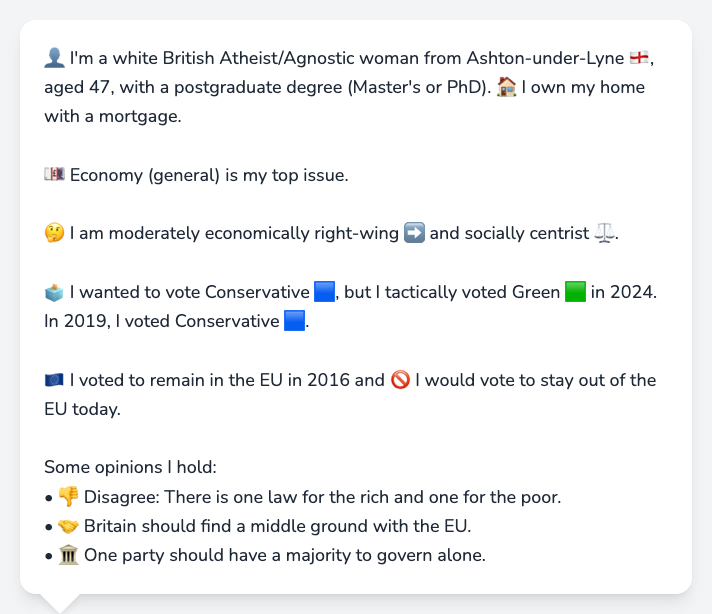 👤 I'm a white British Atheist/Agnostic woman from Ashton-under-Lyne 🏴󠁧󠁢󠁥󠁮󠁧󠁿,
aged 47, with a postgraduate degree (Master's or PhD). 🏠 I own my home
with a mortgage.
💷 Economy (general) is my top issue.
🤔 I am moderately economically right-wing ➡️ and socially centrist ⚖️.
🗳️ I wanted to vote Conservative 🟦, but I tactically voted Green 🟩 in 2024.
In 2019, I voted Conservative 🟦.
🇪🇺 I voted to remain in the EU in 2016 and 🚫 I would vote to stay out of the
EU today.
Some opinions I hold:
• 👎 Disagree: There is one law for the rich and one for the poor.
• 🤝 Britain should find a middle ground with the EU.
• 🏛️ One party should have a majority to govern alone.